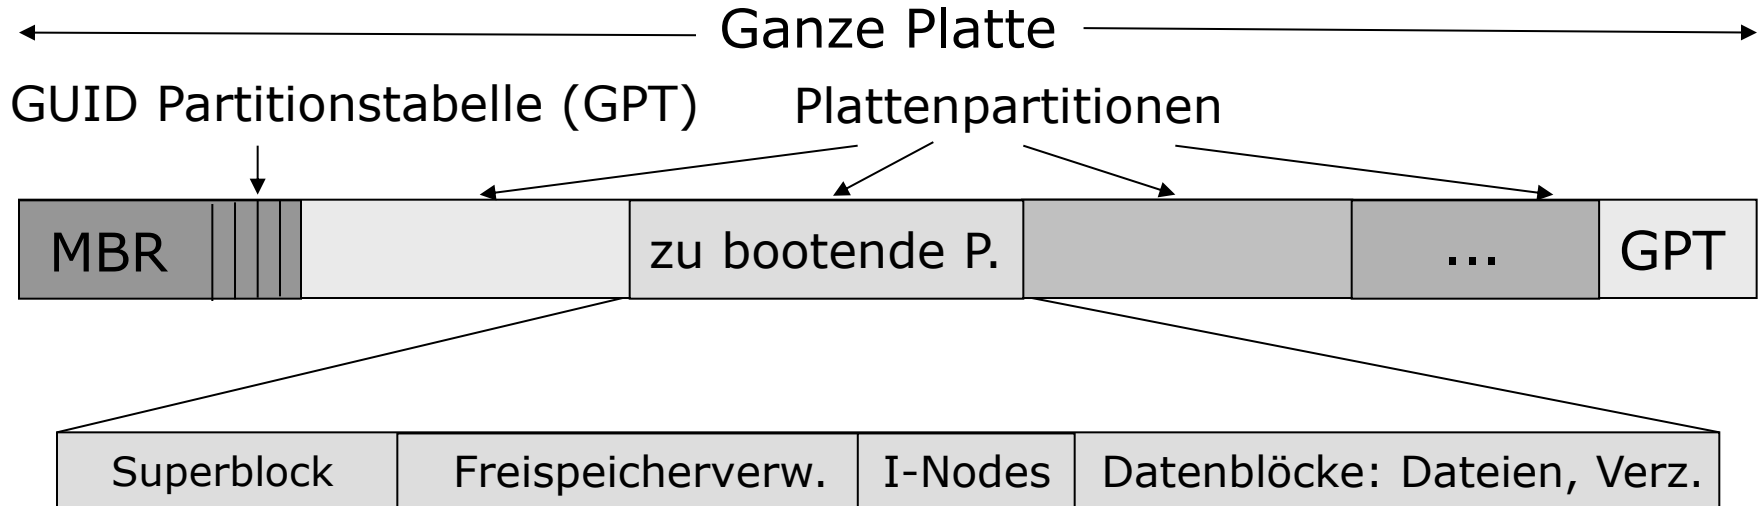 Ganze Platte
GUID Partitionstabelle (GPT)
Plattenpartitionen
MBR
zu bootende P.
...
GPT
Superblock
Freispeicherverw.
I-Nodes
Datenblöcke: Dateien, Verz.